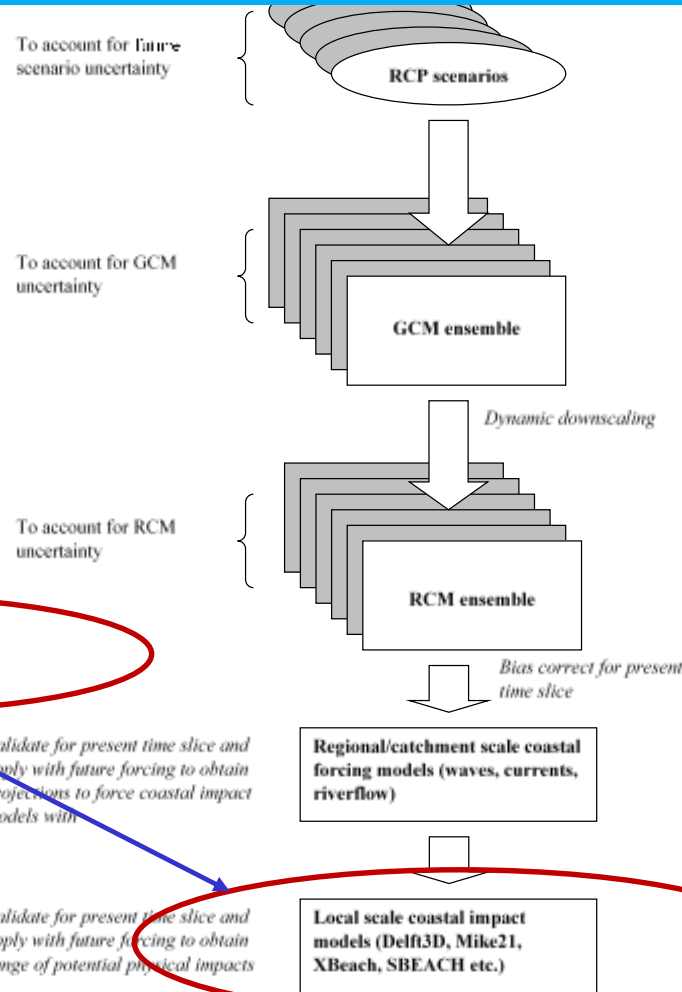 To account for future
scenario uncertainty
RCP scenarios
To account for GCM
uncertainty
GCM ensemble
Dynamic downscaling
To account for RCM
uncertainty
RCM ensemble
Bias correct for present
time slice
alidate for present time slice and
pply with future forcing to obtain
rojections to force coastal impact
odels with
Regional/catchment scale coastal
forcing models (waves, currents,
riverflow)
alidate for present time slice and
pply with future forcing to obtain
nge of potential physical impacts
Local scale coastal impact
models (Delft3D, Mike21,
XBeach, SBEACH etc.)